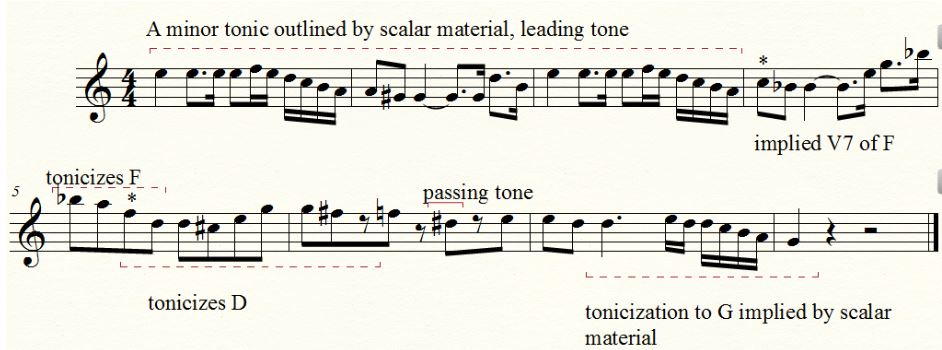 A minor tonic outlined by scalar material, leading tone
4
4
*
implied V7 of F
tonicizes F
5
*
passing tone
tonicizes D
tonicization to G implied by scalar
material